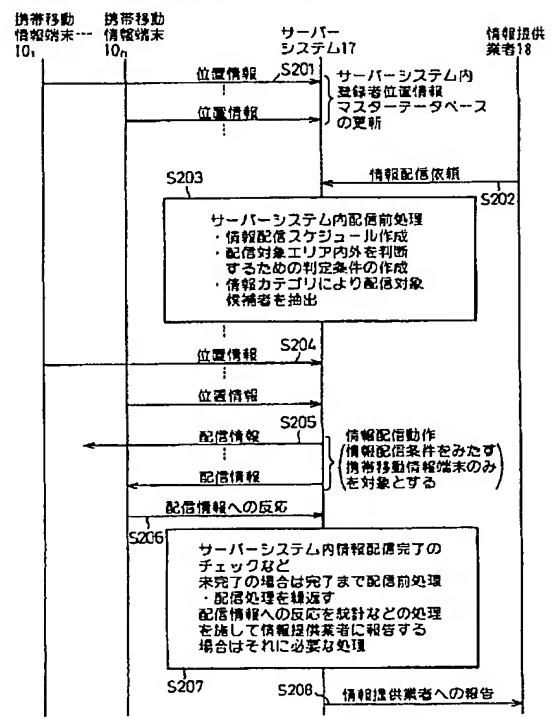 携帯移動
情報端末…
10₁
携帯移動
情報端末
10n
サーバー
システム17
情報提供
業者18
位置情報
S201
サーバーシステム内
登録者位置情報
マスターデータベース
の更新
位置情報
情報配信依頼
S202
S203
サーバーシステム内配信前処理
・情報配信スケジュール作成
・配信対象エリア内外を判断
するための判定条件の作成
・情報カテゴリにより配信対象
候補者を抽出
位置情報
S204
位置情報
配信情報
S205
情報配信動作
(情報配信条件をみたす
携帯移動情報端末のみ
を対象とする)
配信情報
配信情報への反応
S206
サーバーシステム内情報配信完了の
チェックなど
未完了の場合は完了まで配信前処理
・配信処理を繰返す
配信情報への反応を統計などの処理
を施して情報提供業者に報告する
場合はそれに必要な処理
S207
S208
情報提供業者への報告